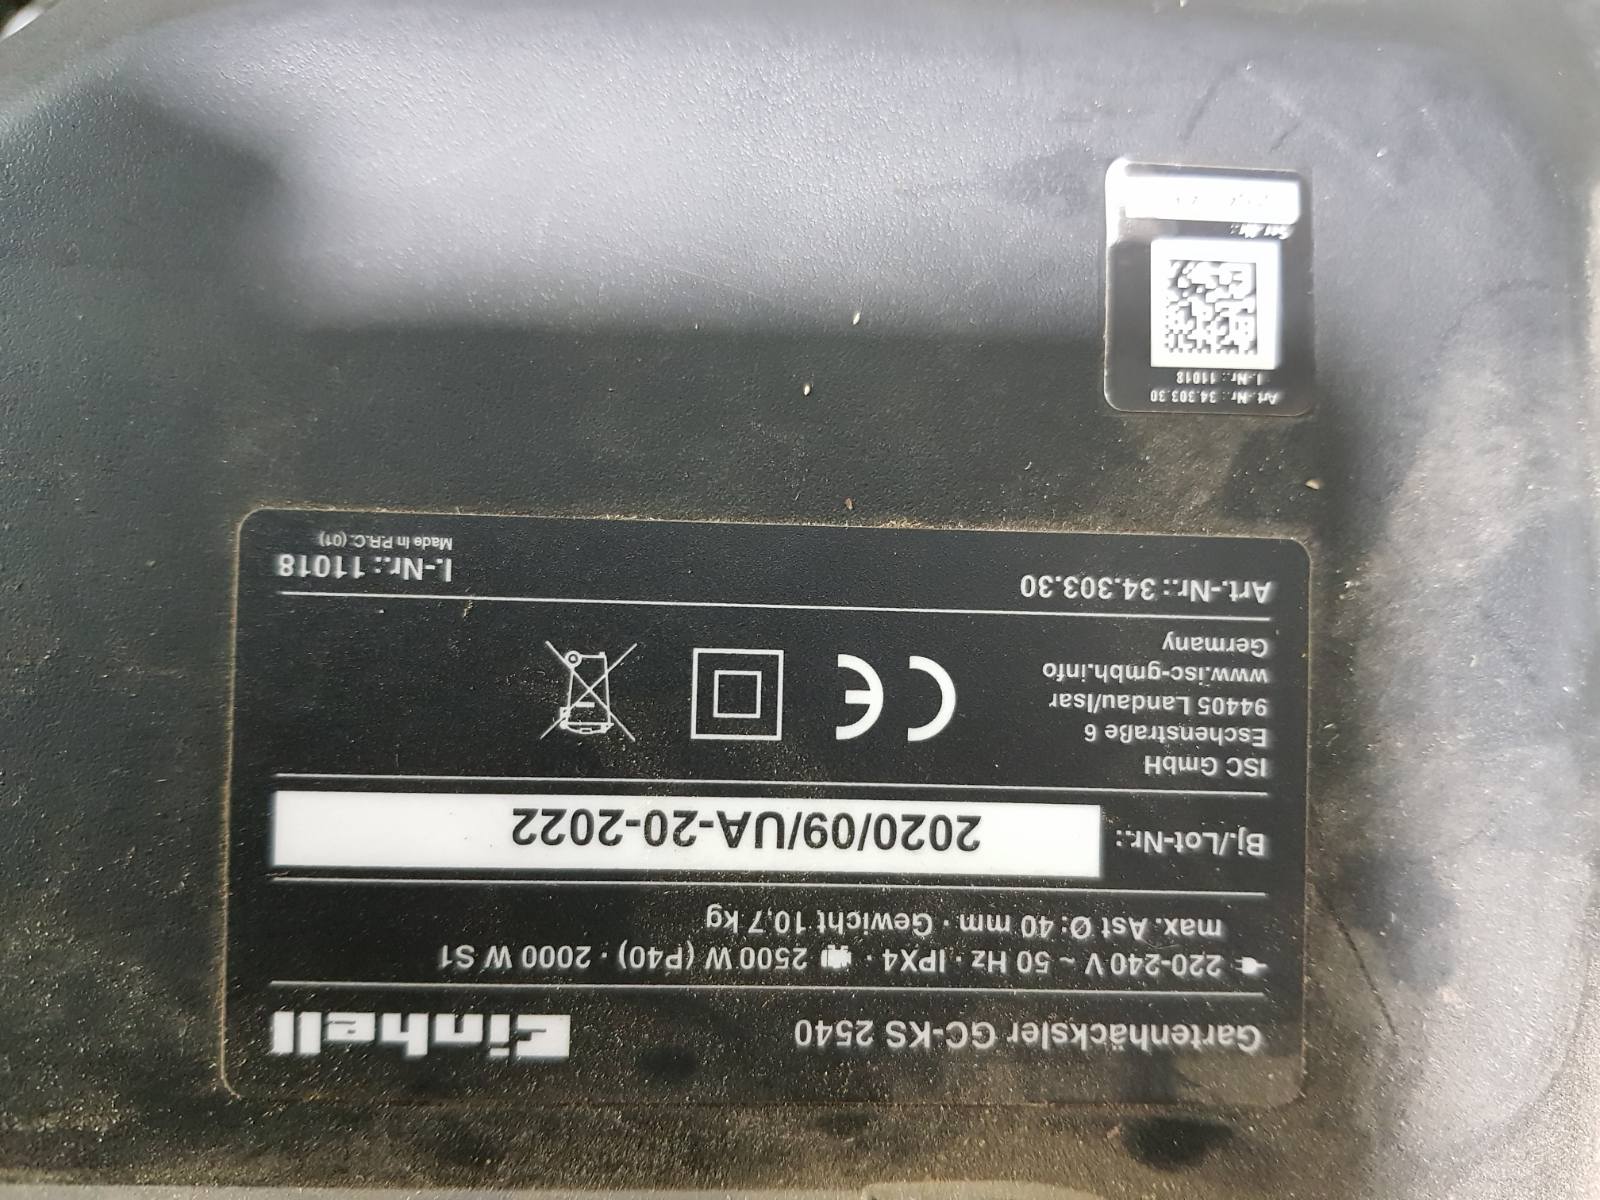 Gartenhäcksler GC-KS 2540
Einhell
220-240 V ~ 50 Hz · IPX4 · 2500 W (P40) · 2000 W S1
max. Ast Ø: 40 mm · Gewicht 10,7 kg
Bj./Lot-Nr.: 2020/09/UA-20-2022
ISC GmbH
Eschenstraße 6
94405 Landau/Isar
www.isc-gmbh.info
Germany
CE
Art.-Nr.: 34.303.30
I.-Nr.: 11018
Made in P.R.C. (01)
Art.-Nr.: 34.303.30
I.-Nr.: 11018
Ser.-Nr.: